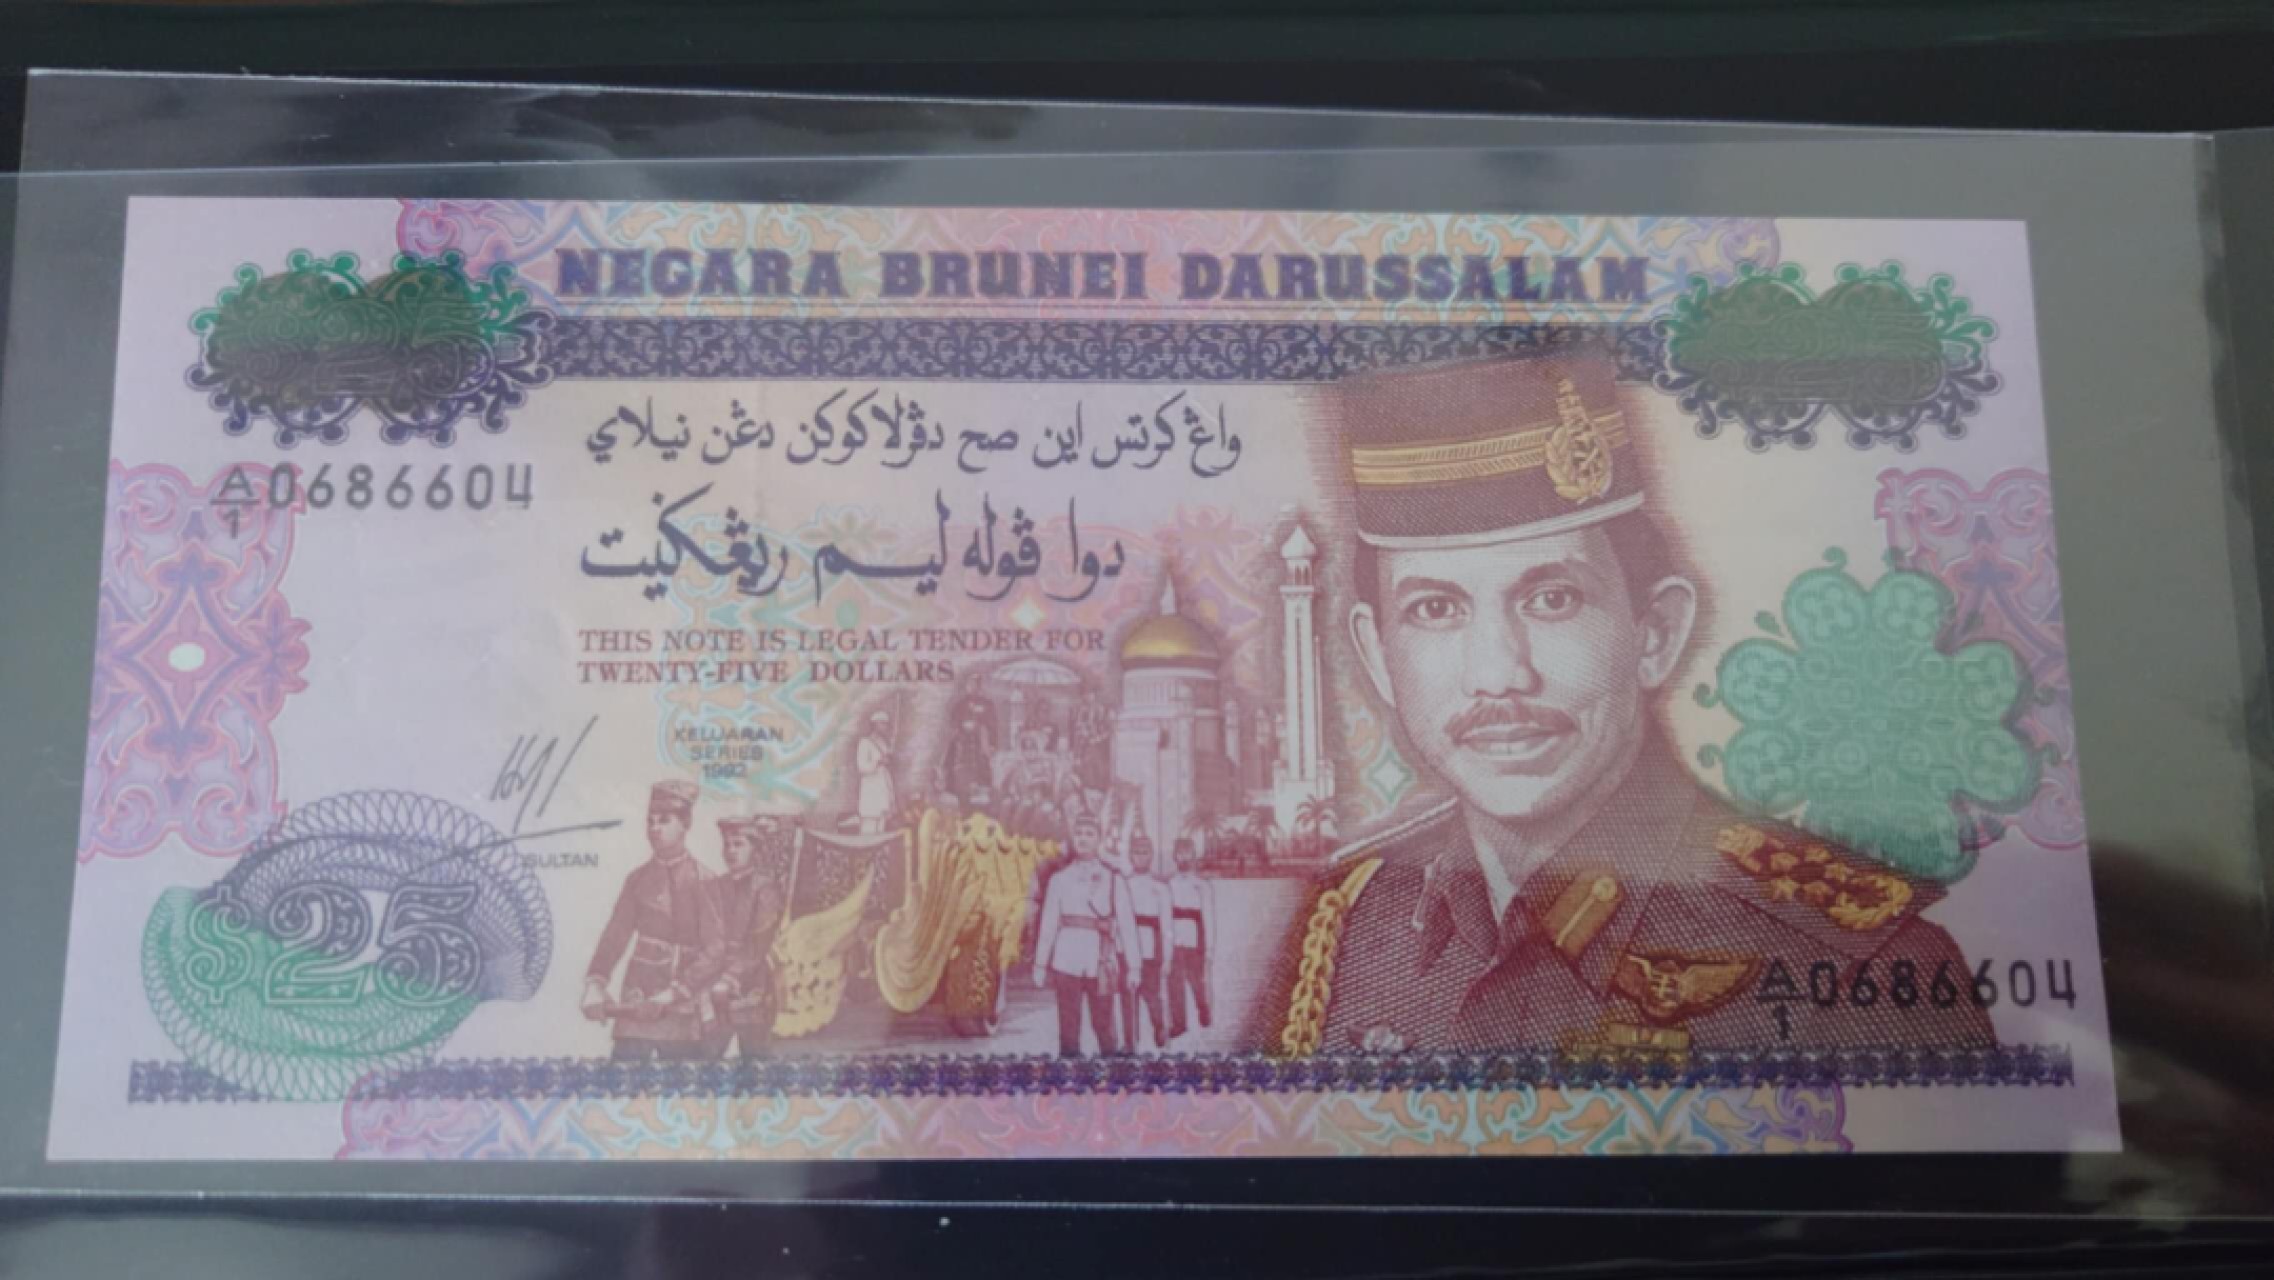 NEGARA BRUNEI DARUSSALAM
واڠ كرتس اين صح دڤرلاكوكن دڠن نيلاي
A/1 0686604
دوا ڤوله ليم ريڠݢيت
THIS NOTE IS LEGAL TENDER FOR
TWENTY-FIVE DOLLARS
KELUARAN
SERIES
1992
SULTAN
$25
A/1 0686604